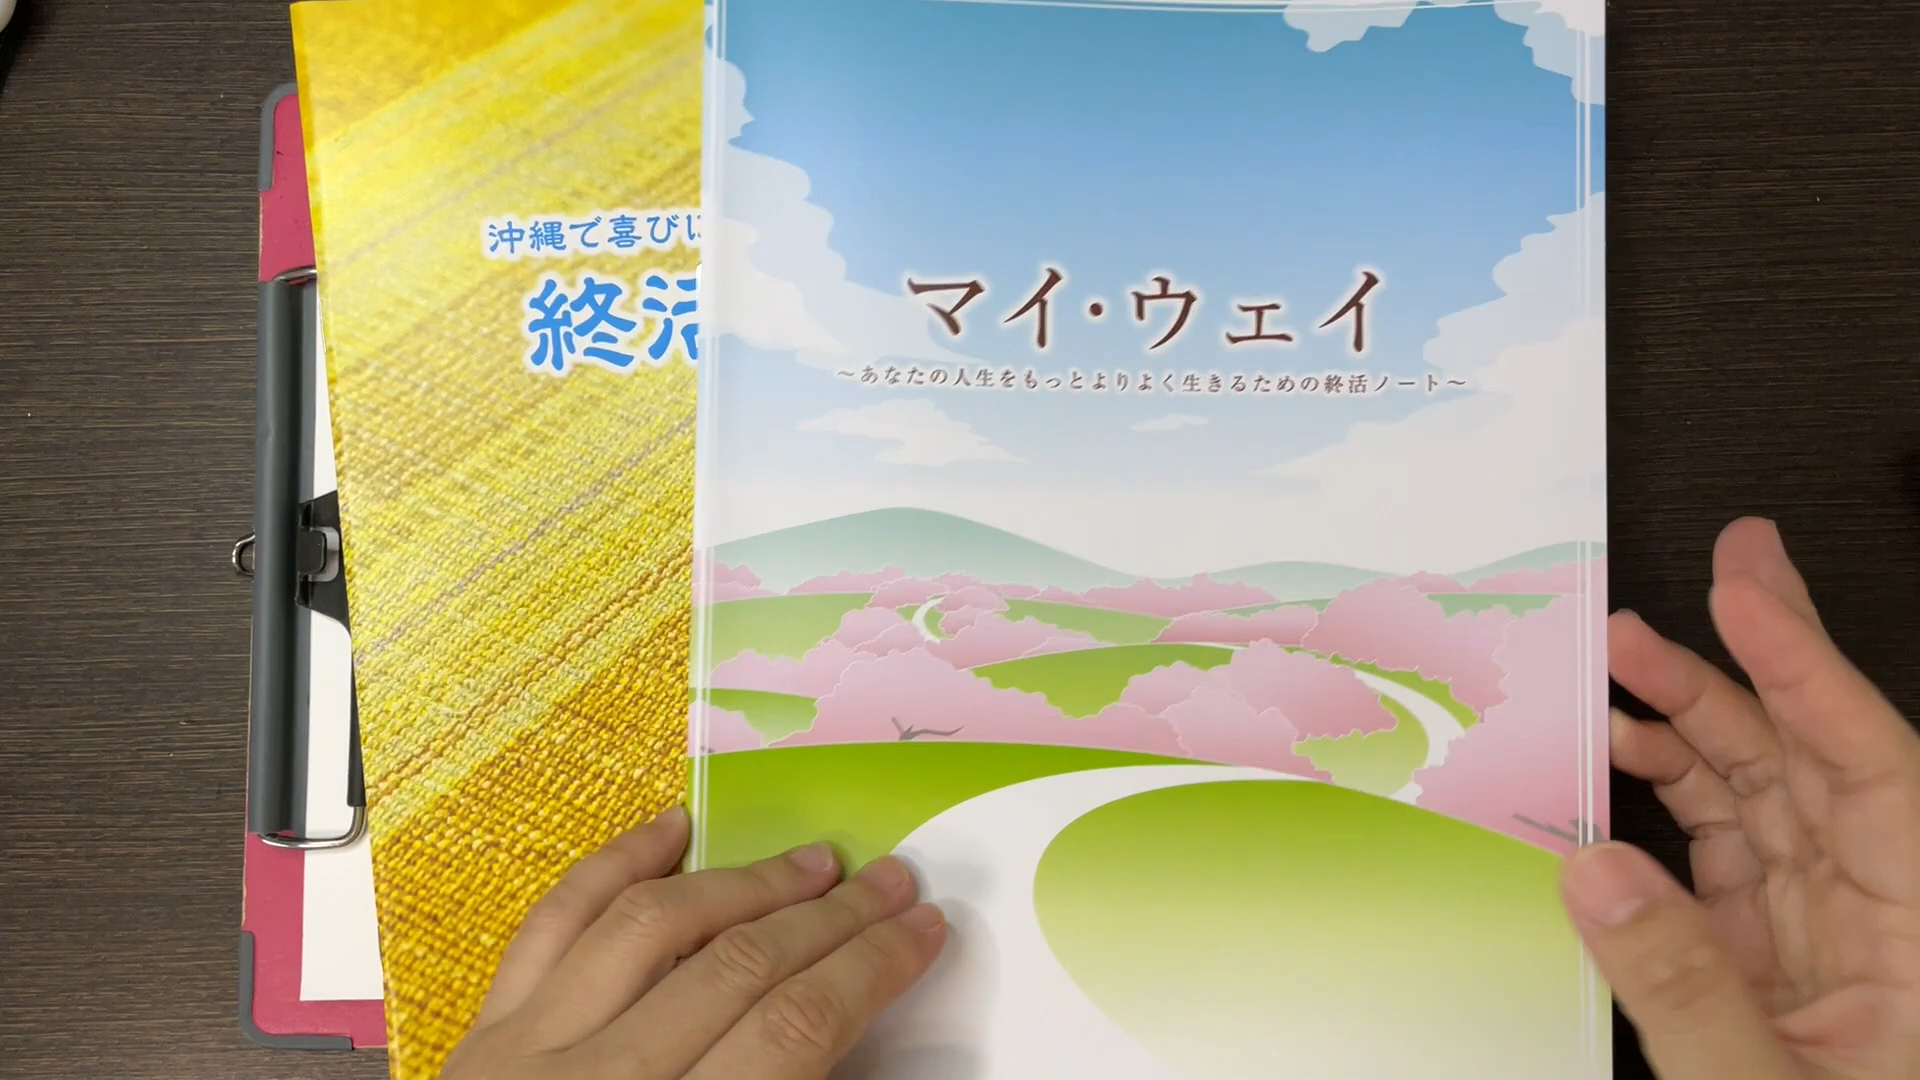 沖縄で喜びに
終活
マイ・ウェイ
~あなたの人生をもっとよりよく生きるための終活ノート~